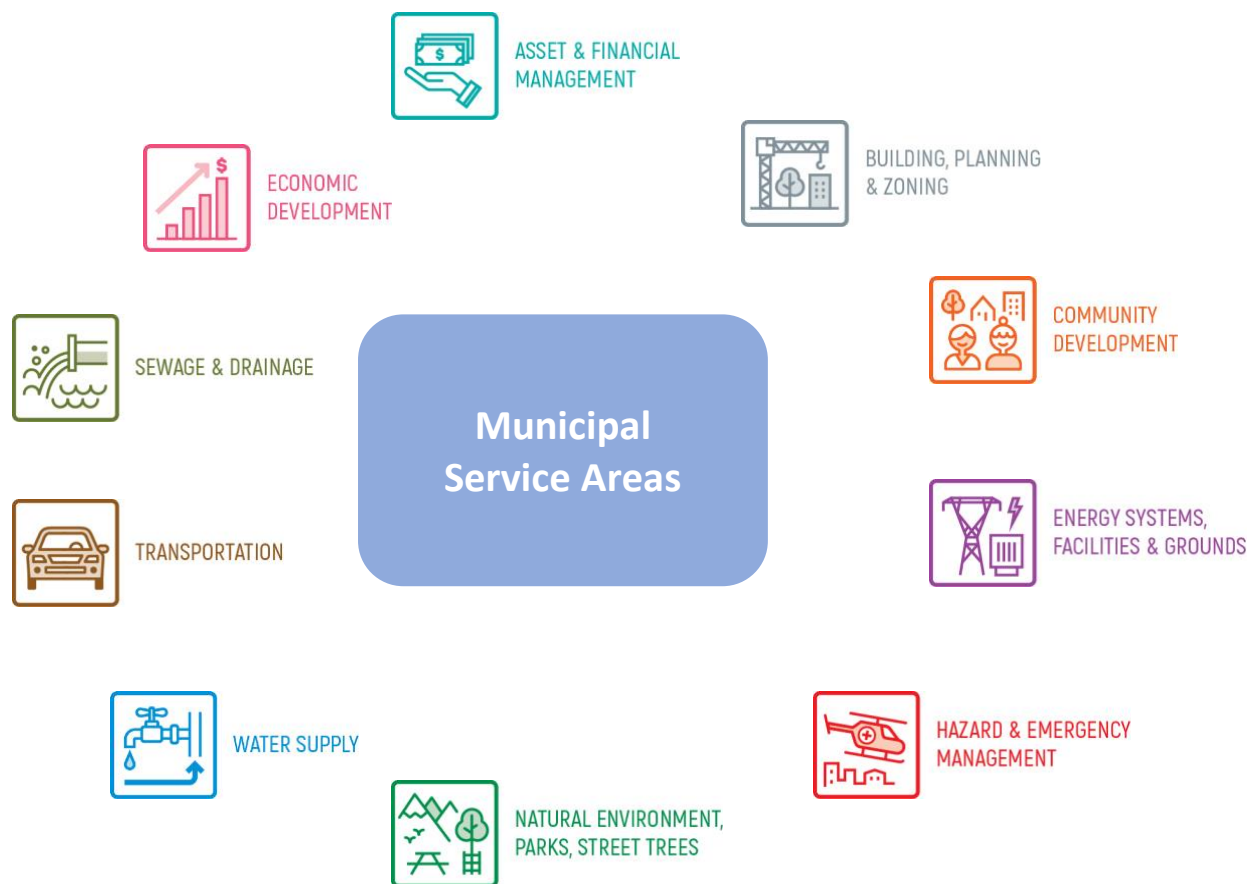 $
ASSET & FINANCIAL
MANAGEMENT
BUILDING, PLANNING
& ZONING
$
ECONOMIC
DEVELOPMENT
COMMUNITY
DEVELOPMENT
SEWAGE & DRAINAGE
Municipal
Service Areas
ENERGY SYSTEMS,
FACILITIES & GROUNDS
TRANSPORTATION
HAZARD & EMERGENCY
MANAGEMENT
WATER SUPPLY
NATURAL ENVIRONMENT,
PARKS, STREET TREES